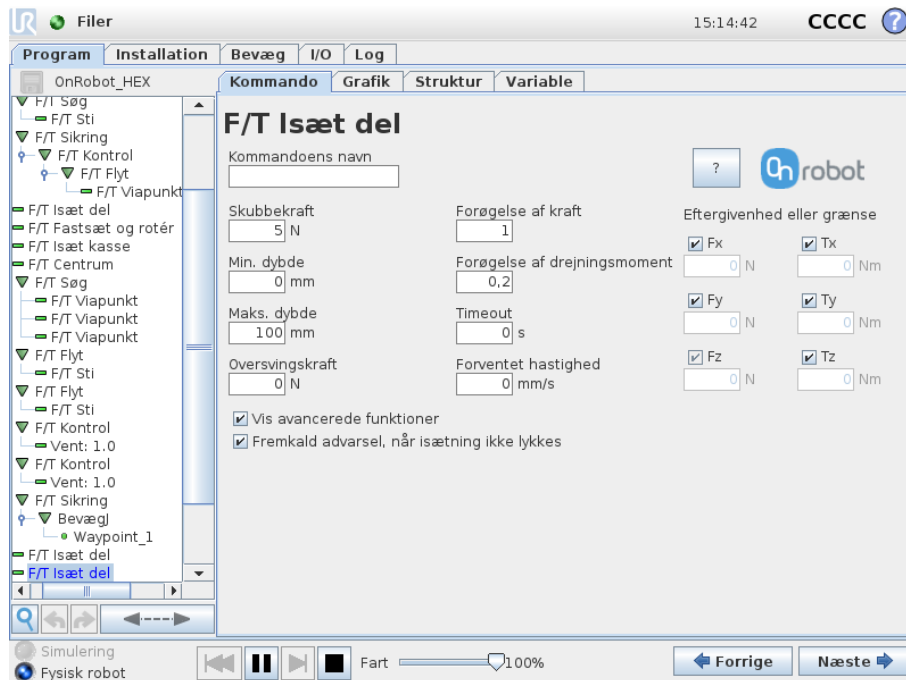 Filer
15:14:42
CCCC
?
Program
Installation
Bevæg
I/O
Log
OnRobot_HEX
Kommando
Grafik
Struktur
Variable
F/T Søg
F/T Sti
F/T Sikring
F/T Kontrol
F/T Flyt
F/T Viapunkt
F/T Isæt del
F/T Fastsæt og rotér
F/T Isæt kasse
F/T Centrum
F/T Søg
F/T Viapunkt
F/T Viapunkt
F/T Viapunkt
F/T Flyt
F/T Sti
F/T Flyt
F/T Sti
F/T Kontrol
Vent: 1.0
F/T Kontrol
Vent: 1.0
F/T Sikring
BevægJ
Waypoint_1
F/T Isæt del
F/T Isæt del
F/T Isæt del
Kommandoens navn
?
On robot
Skubbekraft
5 N
Min. dybde
0 mm
Maks. dybde
100 mm
Oversvingskraft
0 N
Forøgelse af kraft
1
Forøgelse af drejningsmoment
0,2
Timeout
0 s
Forventet hastighed
0 mm/s
Eftergivenhed eller grænse
Fx Tx
0 N 0 Nm
Fy Ty
0 N 0 Nm
Fz Tz
0 N 0 Nm
Vis avancerede funktioner
Fremkald advarsel, når isætning ikke lykkes
Simulering
Fysisk robot
Fart 100%
Forrige
Næste